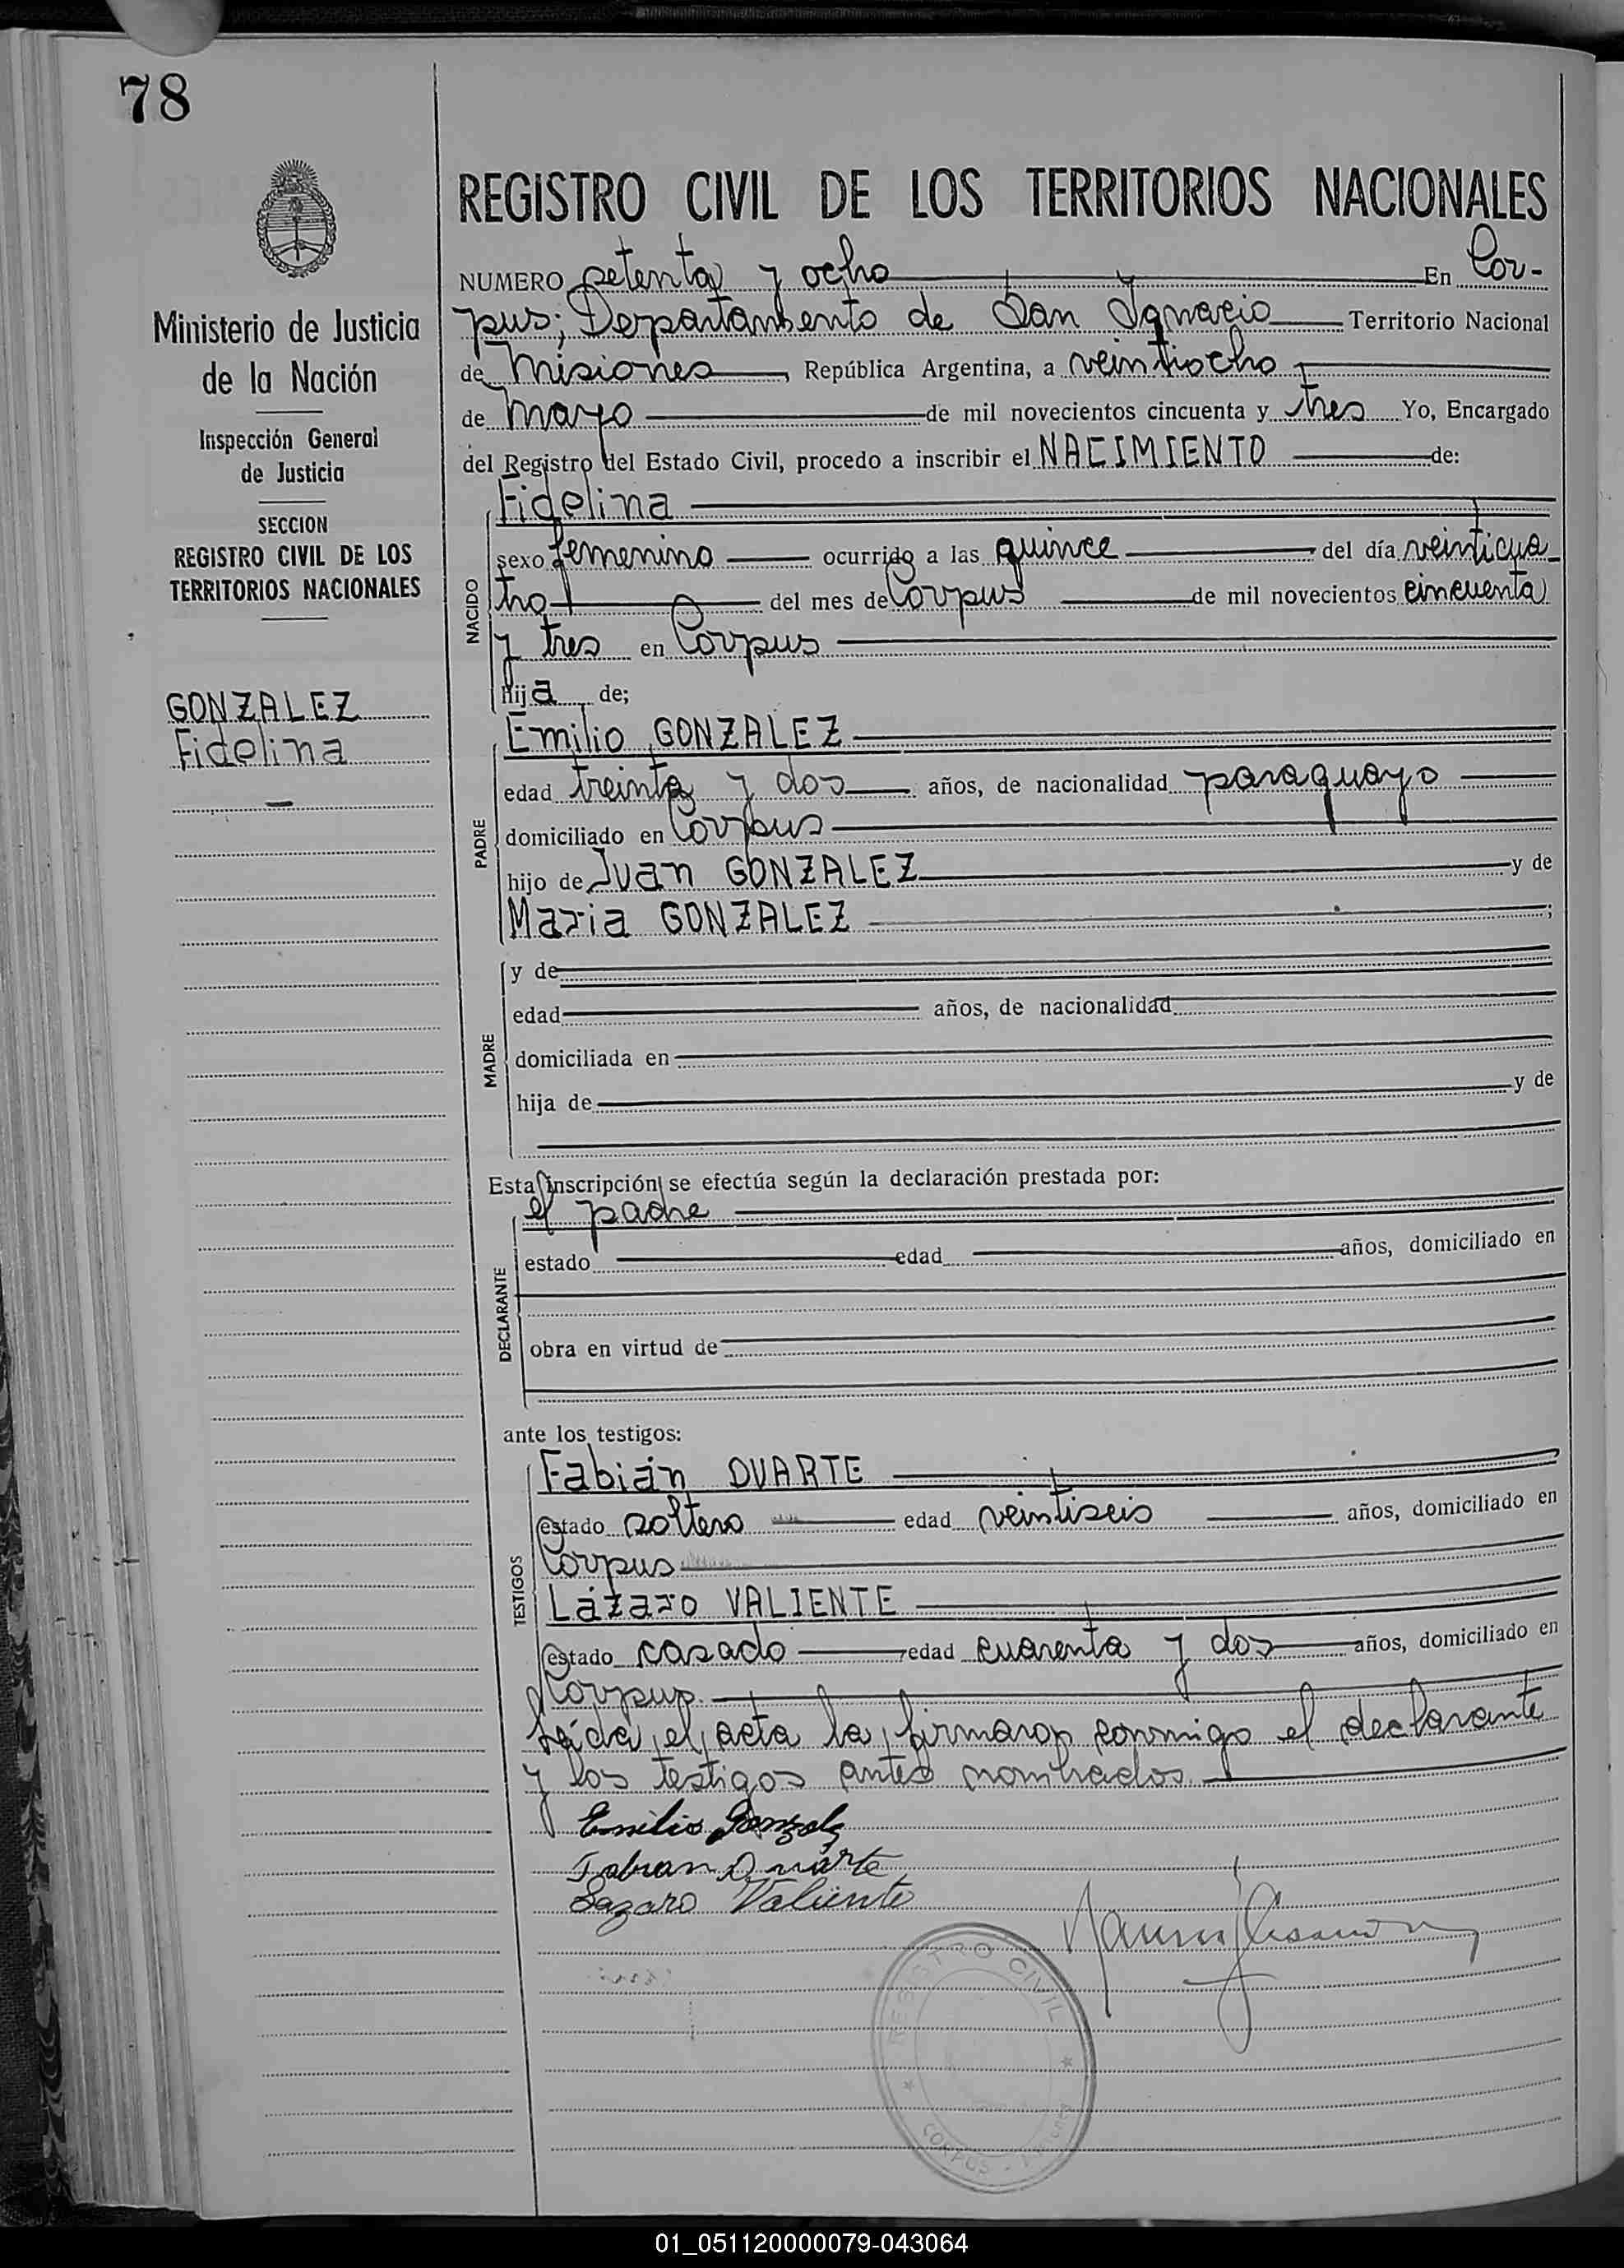 78
REGISTRO CIVIL DE LOS TERRITORIOS NACIONALES
Ministerio de Justicia
de la Nación
Inspección General
de Justicia
SECCION
REGISTRO CIVIL DE LOS
TERRITORIOS NACIONALES
GONZALEZ
Fidelina
NUMERO setenta y ocho En Cor-
pus; Departamento de San Ignacio Territorio Nacional
de Misiones, República Argentina, a veintiocho
de Mayo de mil novecientos cincuenta y tres Yo, Encargado
del Registro del Estado Civil, procedo a inscribir el NACIMIENTO de:
NACIDO
Fidelina
sexo femenino ocurrido a las quince del día veinticua
tro del mes de Corpus de mil novecientos cincuenta
y tres en Corpus
hija de;
PADRE
Emilio GONZALEZ
edad treinta y dos años, de nacionalidad paraguayo
domiciliado en Corpus
hijo de Juan GONZALEZ y de
Maria GONZALEZ ;
MADRE
y de
edad años, de nacionalidad
domiciliada en
hija de y de
Esta inscripción se efectúa según la declaración prestada por:
DECLARANTE
el padre
estado edad años, domiciliado en
obra en virtud de
ante los testigos:
TESTIGOS
Fabián DUARTE
estado soltero edad veintiseis años, domiciliado en
Corpus
Lázaro VALIENTE
estado casado edad cuarenta y dos años, domiciliado en
Corpus.
Leída el acta la firmaron conmigo el declarante
y los testigos antes nombrados.
Emilio Gonzalez
Fabian Duarte
Lazaro Valiente
REGISTRO CIVIL
CORPUS - Misiones
01_051120000079-043064